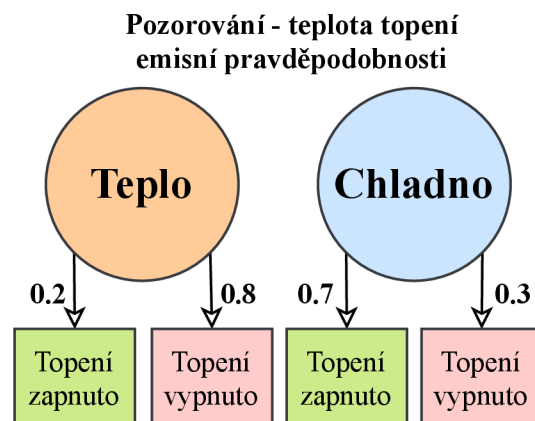 Pozorování - teplota topení
emisní pravděpodobnosti
Teplo
Chladno
0.2
0.8
0.7
0.3
Topení
zapnuto
Topení
vypnuto
Topení
zapnuto
Topení
vypnuto